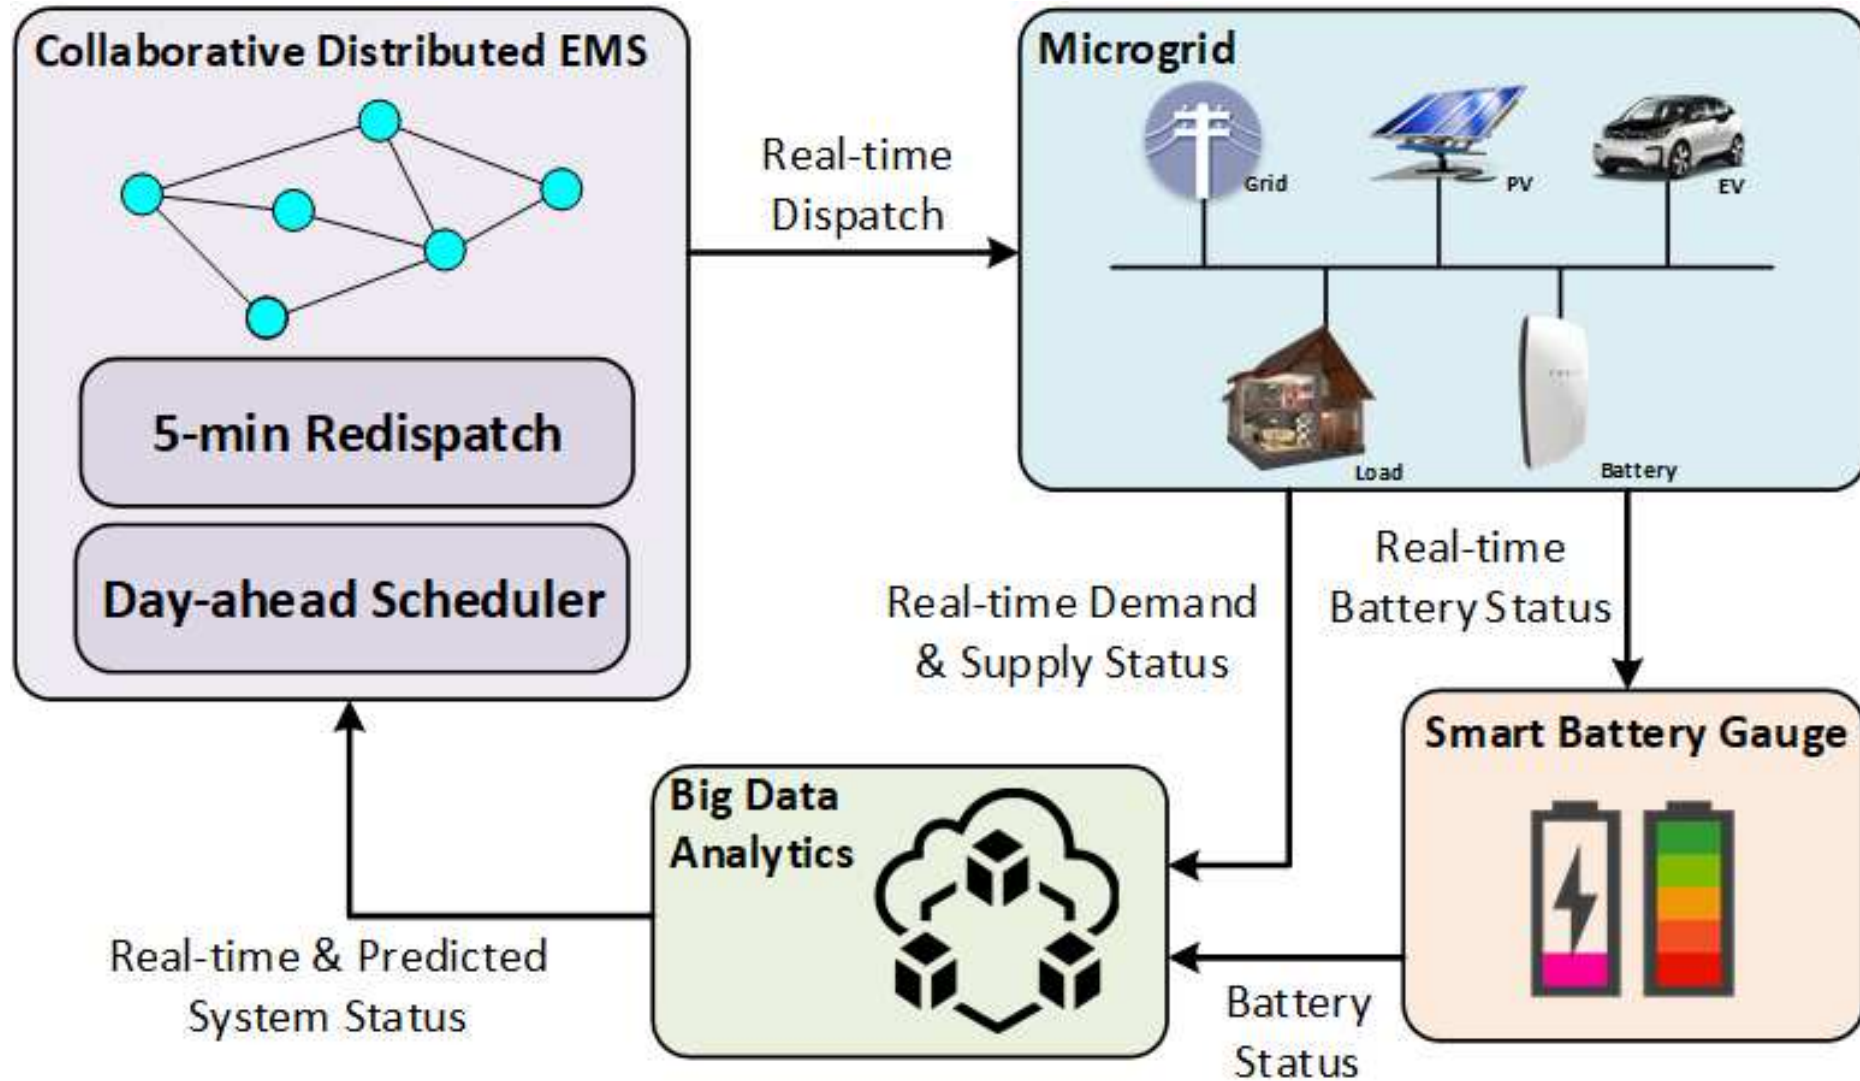 Collaborative Distributed EMS
5-min Redispatch
Day-ahead Scheduler
Real-time
Dispatch
Microgrid
Grid
PV
EV
Load
Battery
Real-time Demand
& Supply Status
Real-time
Battery Status
Smart Battery Gauge
Big Data
Analytics
Battery
Status
Real-time & Predicted
System Status